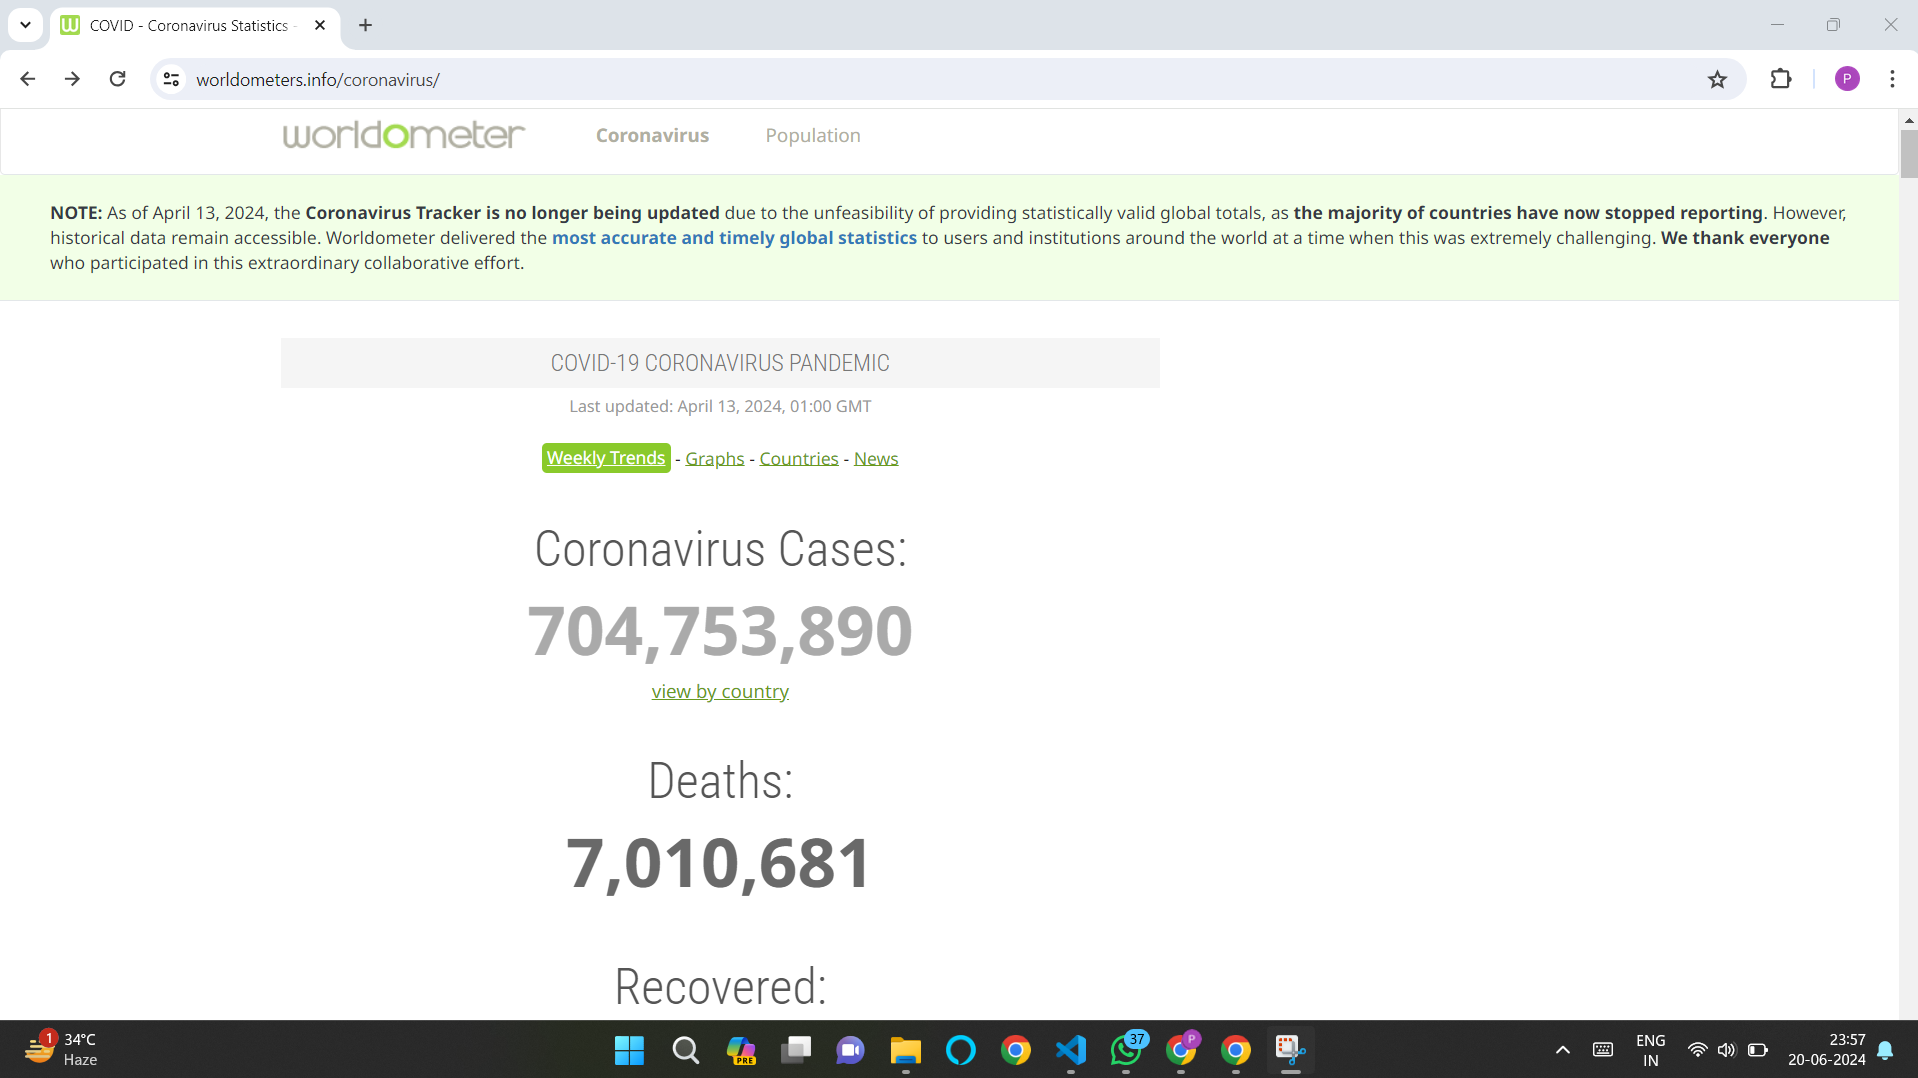 COVID - Coronavirus Statistics -
worldometers.info/coronavirus/
P
worldometer Coronavirus Population
NOTE: As of April 13, 2024, the Coronavirus Tracker is no longer being updated due to the unfeasibility of providing statistically valid global totals, as the majority of countries have now stopped reporting. However,
historical data remain accessible. Worldometer delivered the most accurate and timely global statistics to users and institutions around the world at a time when this was extremely challenging. We thank everyone
who participated in this extraordinary collaborative effort.
COVID-19 CORONAVIRUS PANDEMIC
Last updated: April 13, 2024, 01:00 GMT
Weekly Trends - Graphs - Countries - News
Coronavirus Cases:
704,753,890
view by country
Deaths:
7,010,681
Recovered:
1
34°C
Haze
PRE
37
P
ENG
IN
23:57
20-06-2024